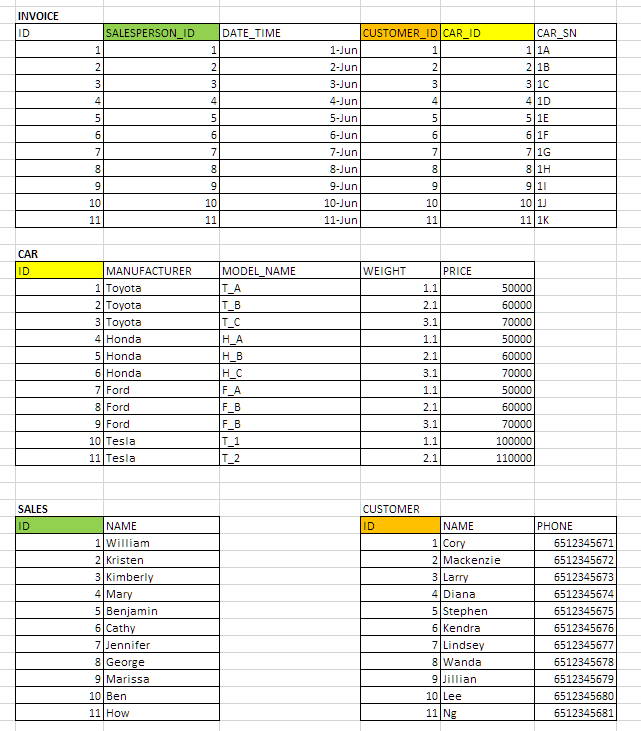 INVOICE
ID SALESPERSON_ID DATE_TIME CUSTOMER_ID CAR_ID CAR_SN
1 1 1-Jun 1 1 1A
2 2 2-Jun 2 2 1B
3 3 3-Jun 3 3 1C
4 4 4-Jun 4 4 1D
5 5 5-Jun 5 5 1E
6 6 6-Jun 6 6 1F
7 7 7-Jun 7 7 1G
8 8 8-Jun 8 8 1H
9 9 9-Jun 9 9 1I
10 10 10-Jun 10 10 1J
11 11 11-Jun 11 11 1K
CAR
ID MANUFACTURER MODEL_NAME WEIGHT PRICE
1 Toyota T_A 1.1 50000
2 Toyota T_B 2.1 60000
3 Toyota T_C 3.1 70000
4 Honda H_A 1.1 50000
5 Honda H_B 2.1 60000
6 Honda H_C 3.1 70000
7 Ford F_A 1.1 50000
8 Ford F_B 2.1 60000
9 Ford F_B 3.1 70000
10 Tesla T_1 1.1 100000
11 Tesla T_2 2.1 110000
SALES CUSTOMER
ID NAME ID NAME PHONE
1 William 1 Cory 6512345671
2 Kristen 2 Mackenzie 6512345672
3 Kimberly 3 Larry 6512345673
4 Mary 4 Diana 6512345674
5 Benjamin 5 Stephen 6512345675
6 Cathy 6 Kendra 6512345676
7 Jennifer 7 Lindsey 6512345677
8 George 8 Wanda 6512345678
9 Marissa 9 Jillian 6512345679
10 Ben 10 Lee 6512345680
11 How 11 Ng 6512345681